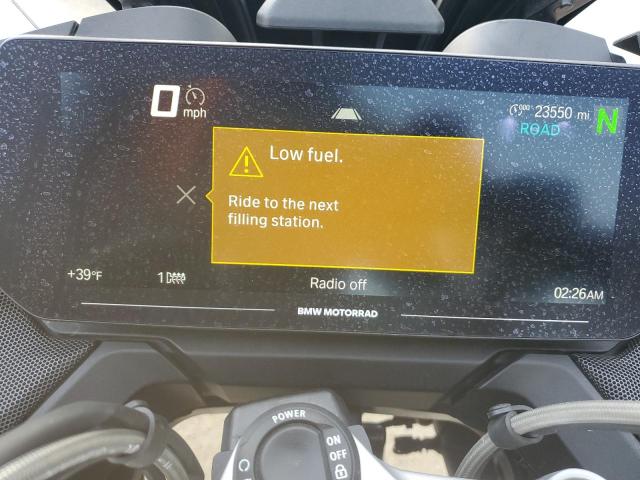 0 mph
23550 mi
N
ROAD
Low fuel.
Ride to the next
filling station.
+39°F
1
Radio off
02:26AM
BMW MOTORRAD
POWER
ON
OFF